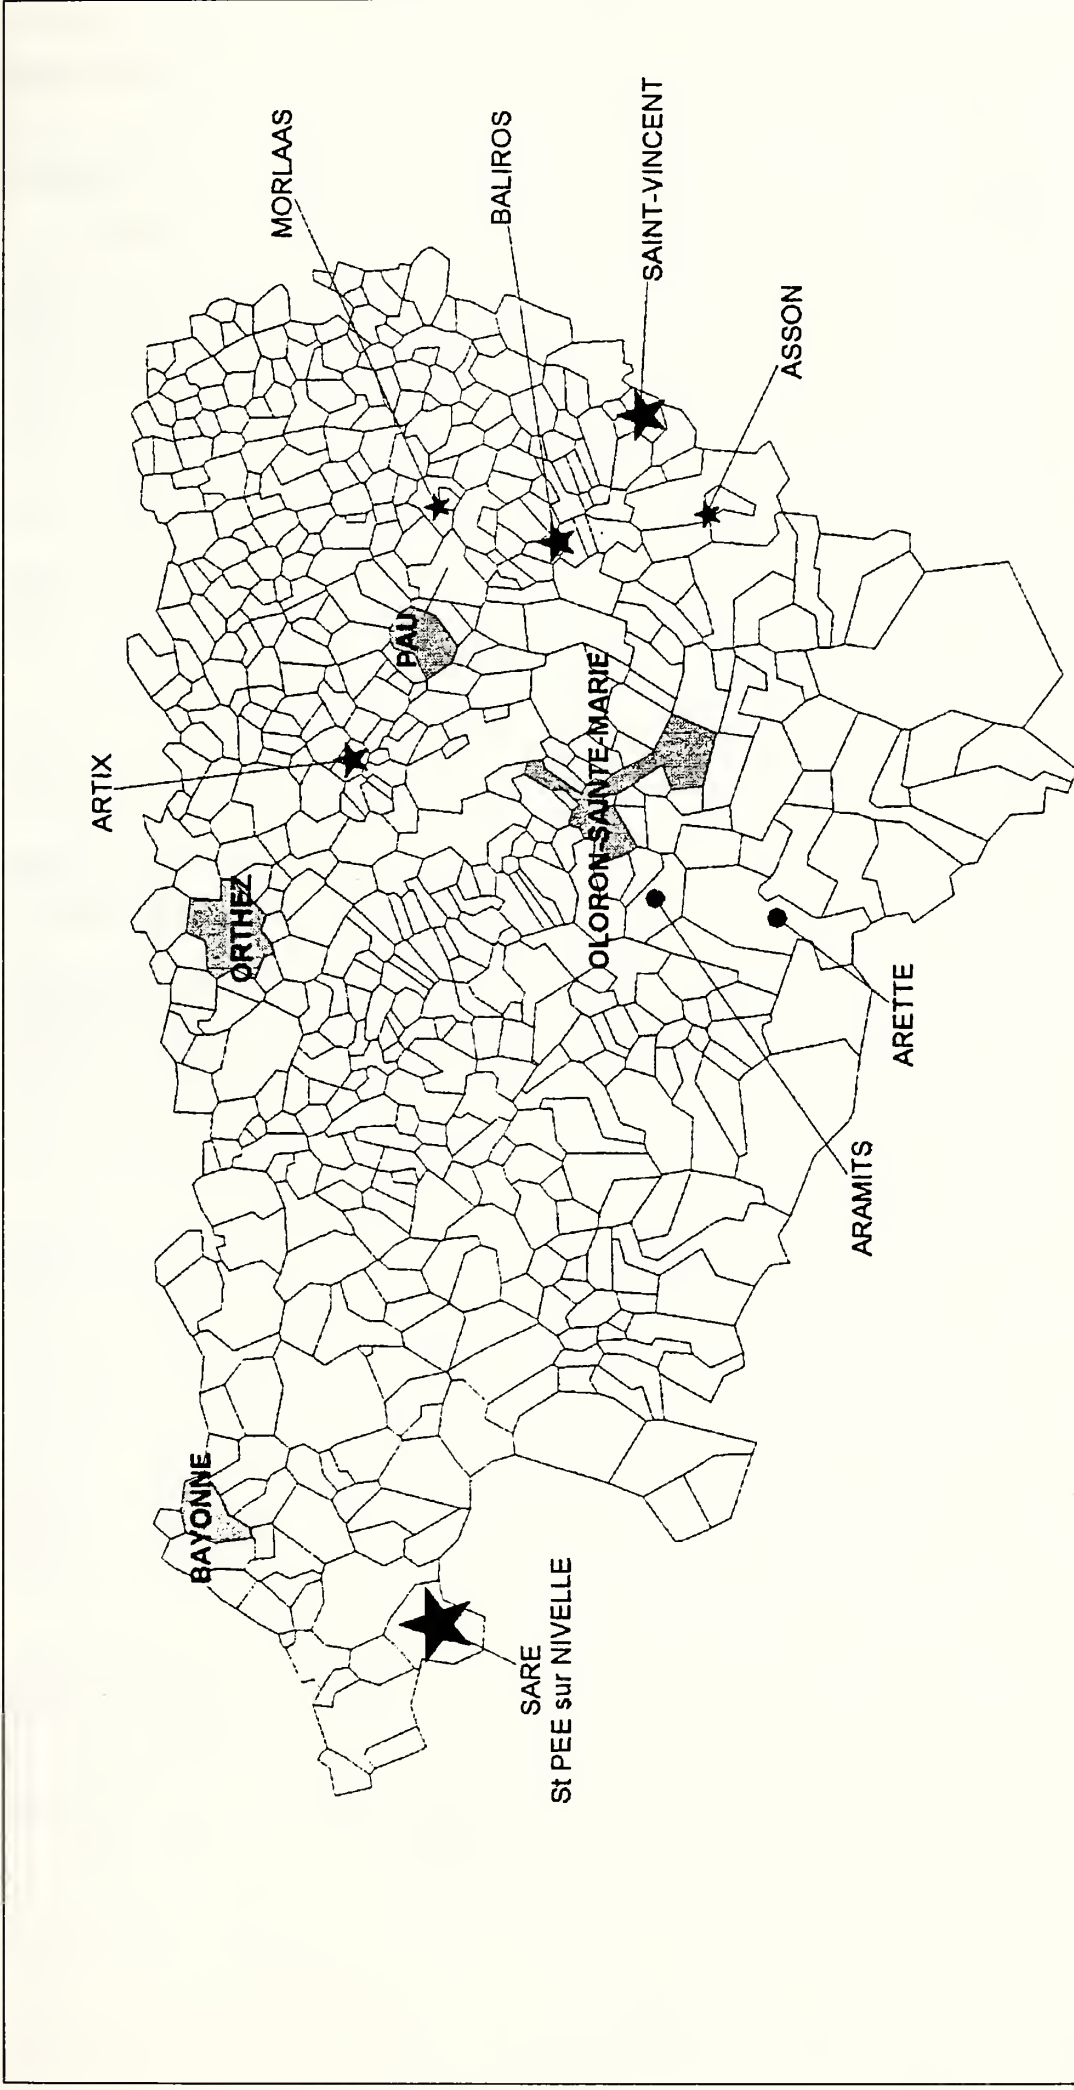 BAYONNE
ORTHEZ
ARTIX
PAU
MORLAAS
BALIROS
SAINT-VINCENT
ASSON
OLORON-SAINTE-MARIE
SARE
St PEE sur NIVELLE
ARAMITS
ARETTE